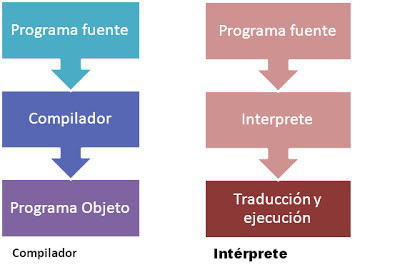 Programa fuente
Compilador
Programa Objeto
Compilador
Programa fuente
Interprete
Traducción y
ejecución
Intérprete